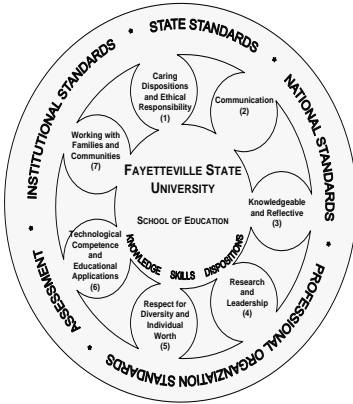 STATE STANDARDS
NATIONAL STANDARDS
PROFESSIONAL ORGANZIATION STANDARDS
ASSESSMENT
INSTITUTIONAL STANDARDS
Caring
Dispositions
and Ethical
Responsibility
(1)
Communication
(2)
Knowledgeable
and Reflective
(3)
Research
and
Leadership
(4)
Respect for
Diversity and
Individual
Worth
(5)
Technological
Competence
and
Educational
Applications
(6)
Working with
Families and
Communities
(7)
FAYETTEVILLE STATE
UNIVERSITY
SCHOOL OF EDUCATION
KNOWLEDGE SKILLS DISPOSITIONS